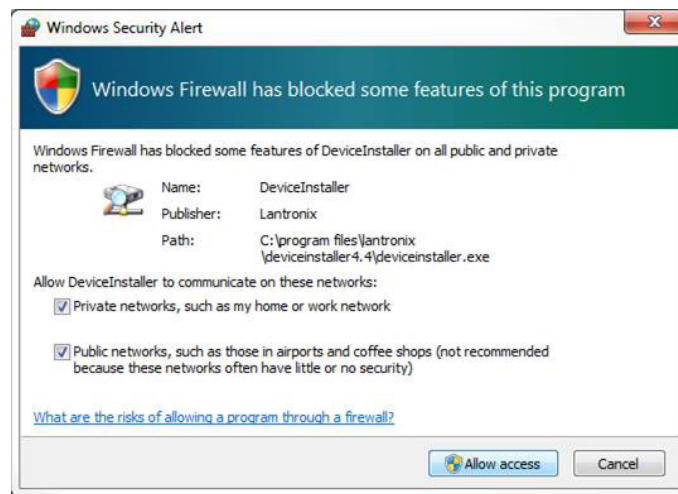 Windows Security Alert
Windows Firewall has blocked some features of this program
Windows Firewall has blocked some features of DeviceInstaller on all public and private
networks.
Name: DeviceInstaller
Publisher: Lantronix
Path: C:\program files\lantronix
\deviceinstaller4.4\deviceinstaller.exe
Allow DeviceInstaller to communicate on these networks:
Private networks, such as my home or work network
Public networks, such as those in airports and coffee shops (not recommended
because these networks often have little or no security)
What are the risks of allowing a program through a firewall?
Allow access Cancel